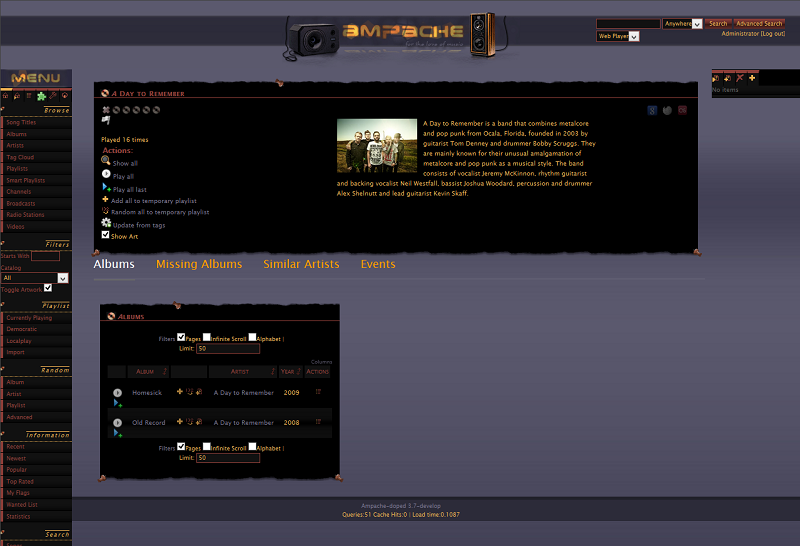 AMPACHE
for the love of music
Anywhere
Search
Advanced Search
Web Player
Administrator [Log out]
MENU
No items
Browse
Song Titles
Albums
Artists
Tag Cloud
Playlists
Smart Playlists
Channels
Broadcasts
Radio Stations
Videos
Filters
Starts With
Catalog
All
Toggle Artwork
Playlist
Currently Playing
Democratic
Localplay
Import
Random
Album
Artist
Playlist
Advanced
Information
Recent
Newest
Popular
Top Rated
My Flags
Wanted List
Statistics
Search
A Day to Remember
Played 16 times
Actions:
Show all
Play all
Play all last
Add all to temporary playlist
Random all to temporary playlist
Update from tags
Show Art
A Day to Remember is a band that combines metalcore
and pop punk from Ocala, Florida, founded in 2003 by
guitarist Tom Denney and drummer Bobby Scruggs. They
are mainly known for their unusual amalgamation of
metalcore and pop punk as a musical style. The band
consists of vocalist Jeremy McKinnon, rhythm guitarist
and backing vocalist Neil Westfall, bassist Joshua Woodard, percussion and drummer
Alex Shelnutt and lead guitarist Kevin Skaff.
Albums Missing Albums Similar Artists Events
Albums
Filters Pages Infinite Scroll Alphabet |
Limit: 50
Columns
Album Artist Year Actions
Homesick A Day to Remember 2009
Old Record A Day to Remember 2008
Filters Pages Infinite Scroll Alphabet |
Limit: 50
Ampache-doped 3.7-develop
Queries:51 Cache Hits:0 | Load time:0.1087